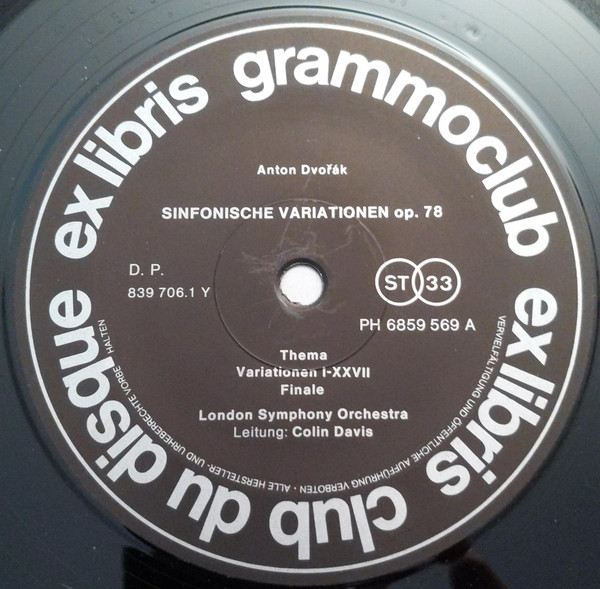 ex libris grammoclub ex libris club du disque
Anton Dvořák
SINFONISCHE VARIATIONEN op. 78
D. P.
839 706.1 Y
ST 33
PH 6859 569 A
Thema
Variationen I-XXVII
Finale
London Symphony Orchestra
Leitung: Colin Davis
VERVIELFÄLTIGUNG UND ÖFFENTLICHE AUFFÜHRUNG VERBOTEN · ALLE HERSTELLER- UND URHEBERRECHTE VORBEHALTEN